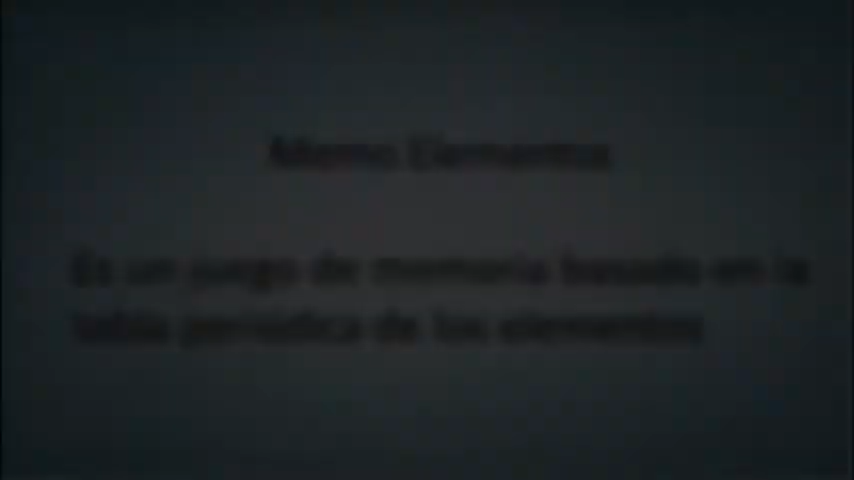 Memo Elementos
Es un juego de memoria basado en la
tabla periódica de los elementos